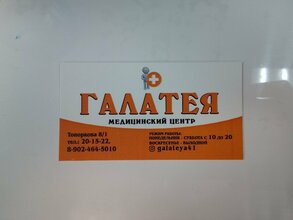 ГАЛАТЕЯ
МЕДИЦИНСКИЙ ЦЕНТР
Топоркова 8/1
тел.: 20-15-22,
8-902-464-5010
РЕЖИМ РАБОТЫ:
ПОНЕДЕЛЬНИК - СУББОТА С 10 до 20
ВОСКРЕСЕНЬЕ - ВЫХОДНОЙ
galateya41